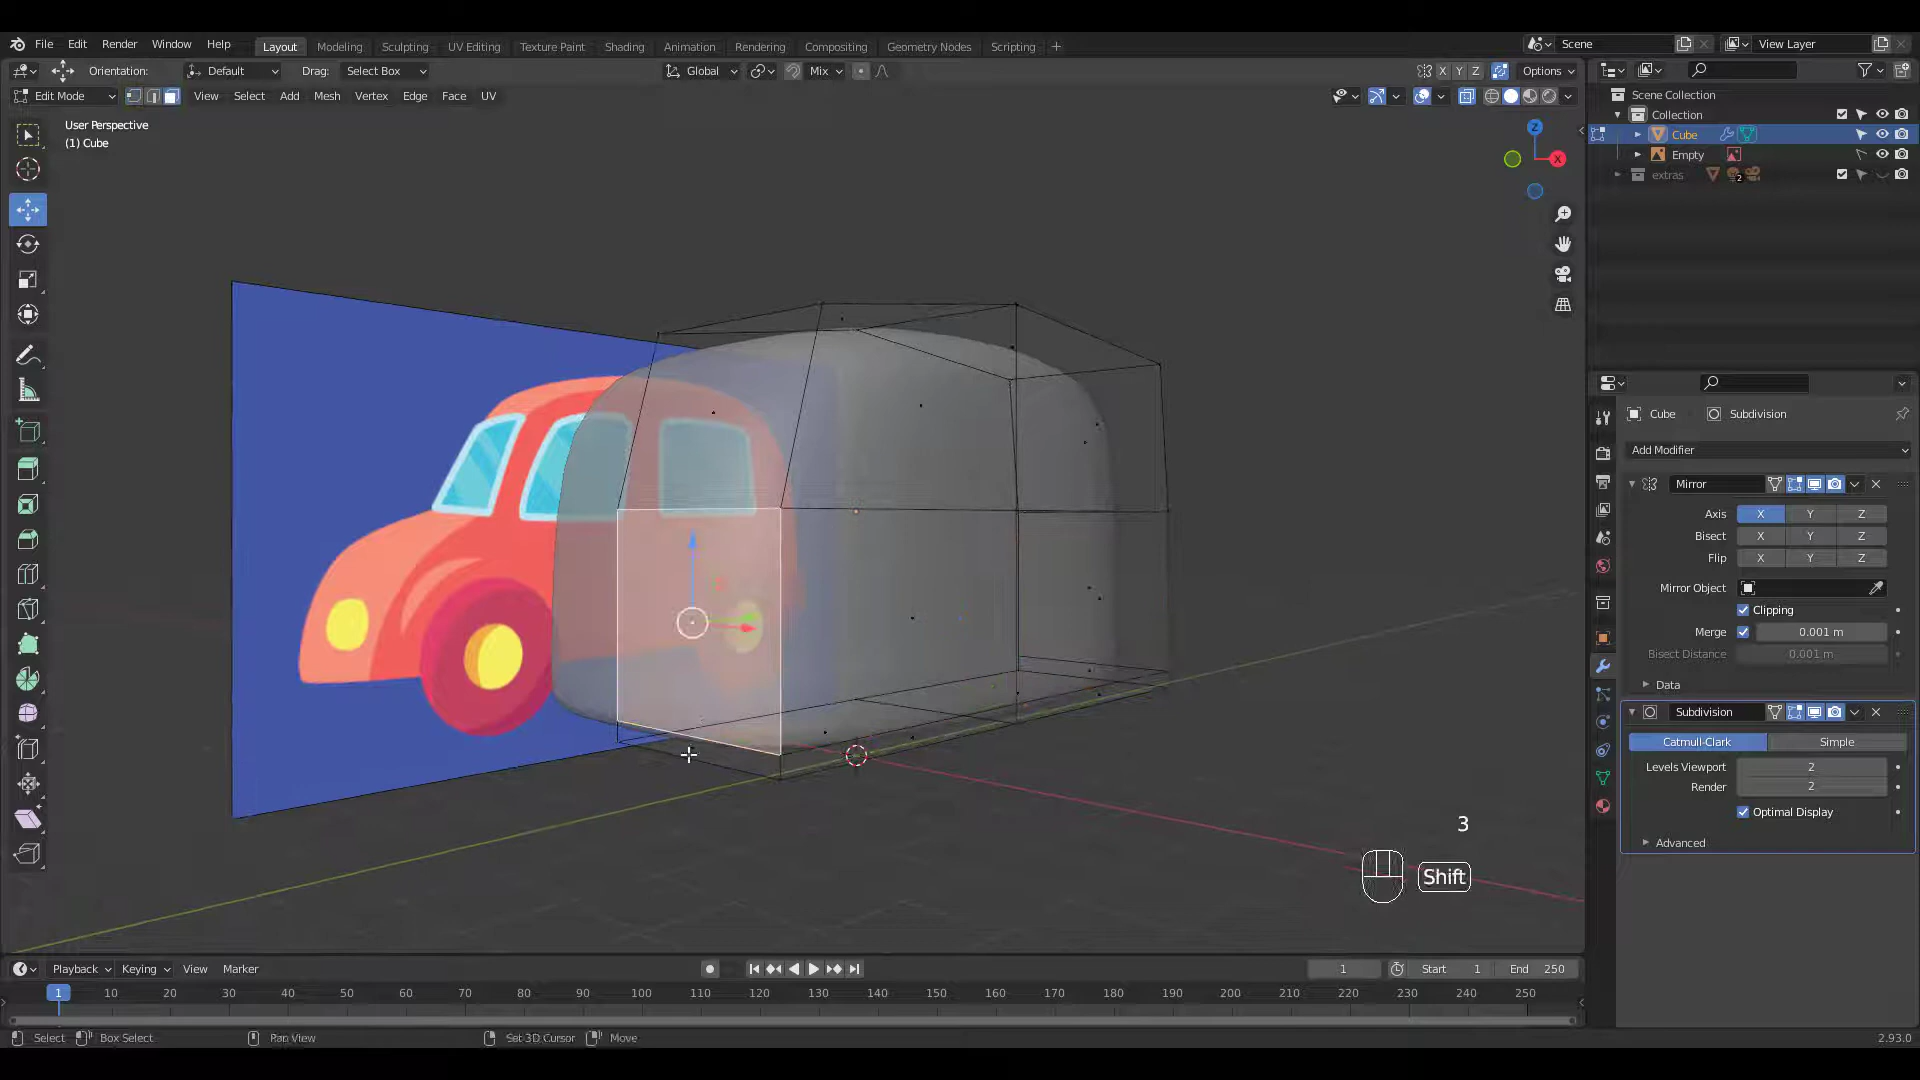 File Edit Render Window Help Layout Modeling Sculpting UV Editing Texture Paint Shading Animation Rendering Compositing Geometry Nodes Scripting + Scene View Layer
Orientation: Default Drag: Select Box Global Mix X Y Z Options
Edit Mode View Select Add Mesh Vertex Edge Face UV
User Perspective
(1) Cube
Z
X
Scene Collection
Collection
Cube
Empty
extras
2
Cube Subdivision
Add Modifier
Mirror
Axis X Y Z
Bisect X Y Z
Flip X Y Z
Mirror Object
Clipping
Merge 0.001 m
Bisect Distance 0.001 m
Data
Subdivision
Catmull-Clark Simple
Levels Viewport 2
Render 2
Optimal Display
Advanced
3
Shift
Playback Keying View Marker 1 Start 1 End 250
1 10 20 30 40 50 60 70 80 90 100 110 120 130 140 150 160 170 180 190 200 210 220 230 240 250
Select Box Select Pan View Set 3D Cursor Move 2.93.0